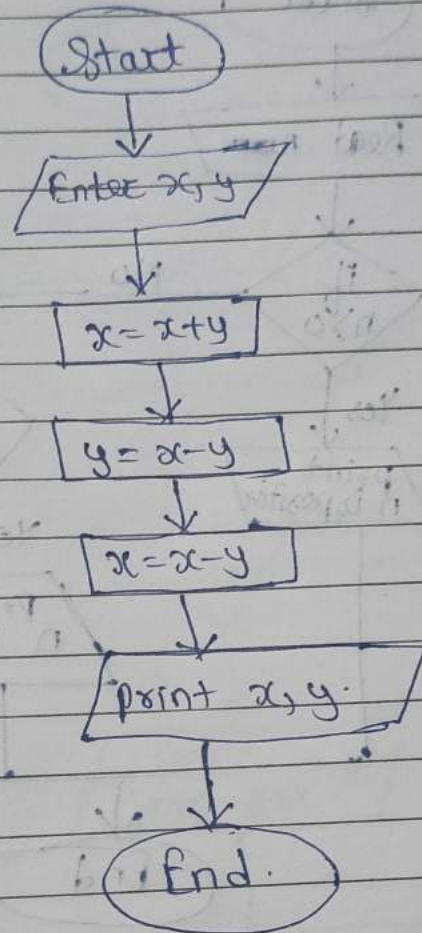 Start
Enter x, y
x = x+y
y = x-y
x = x-y
print x, y.
End.